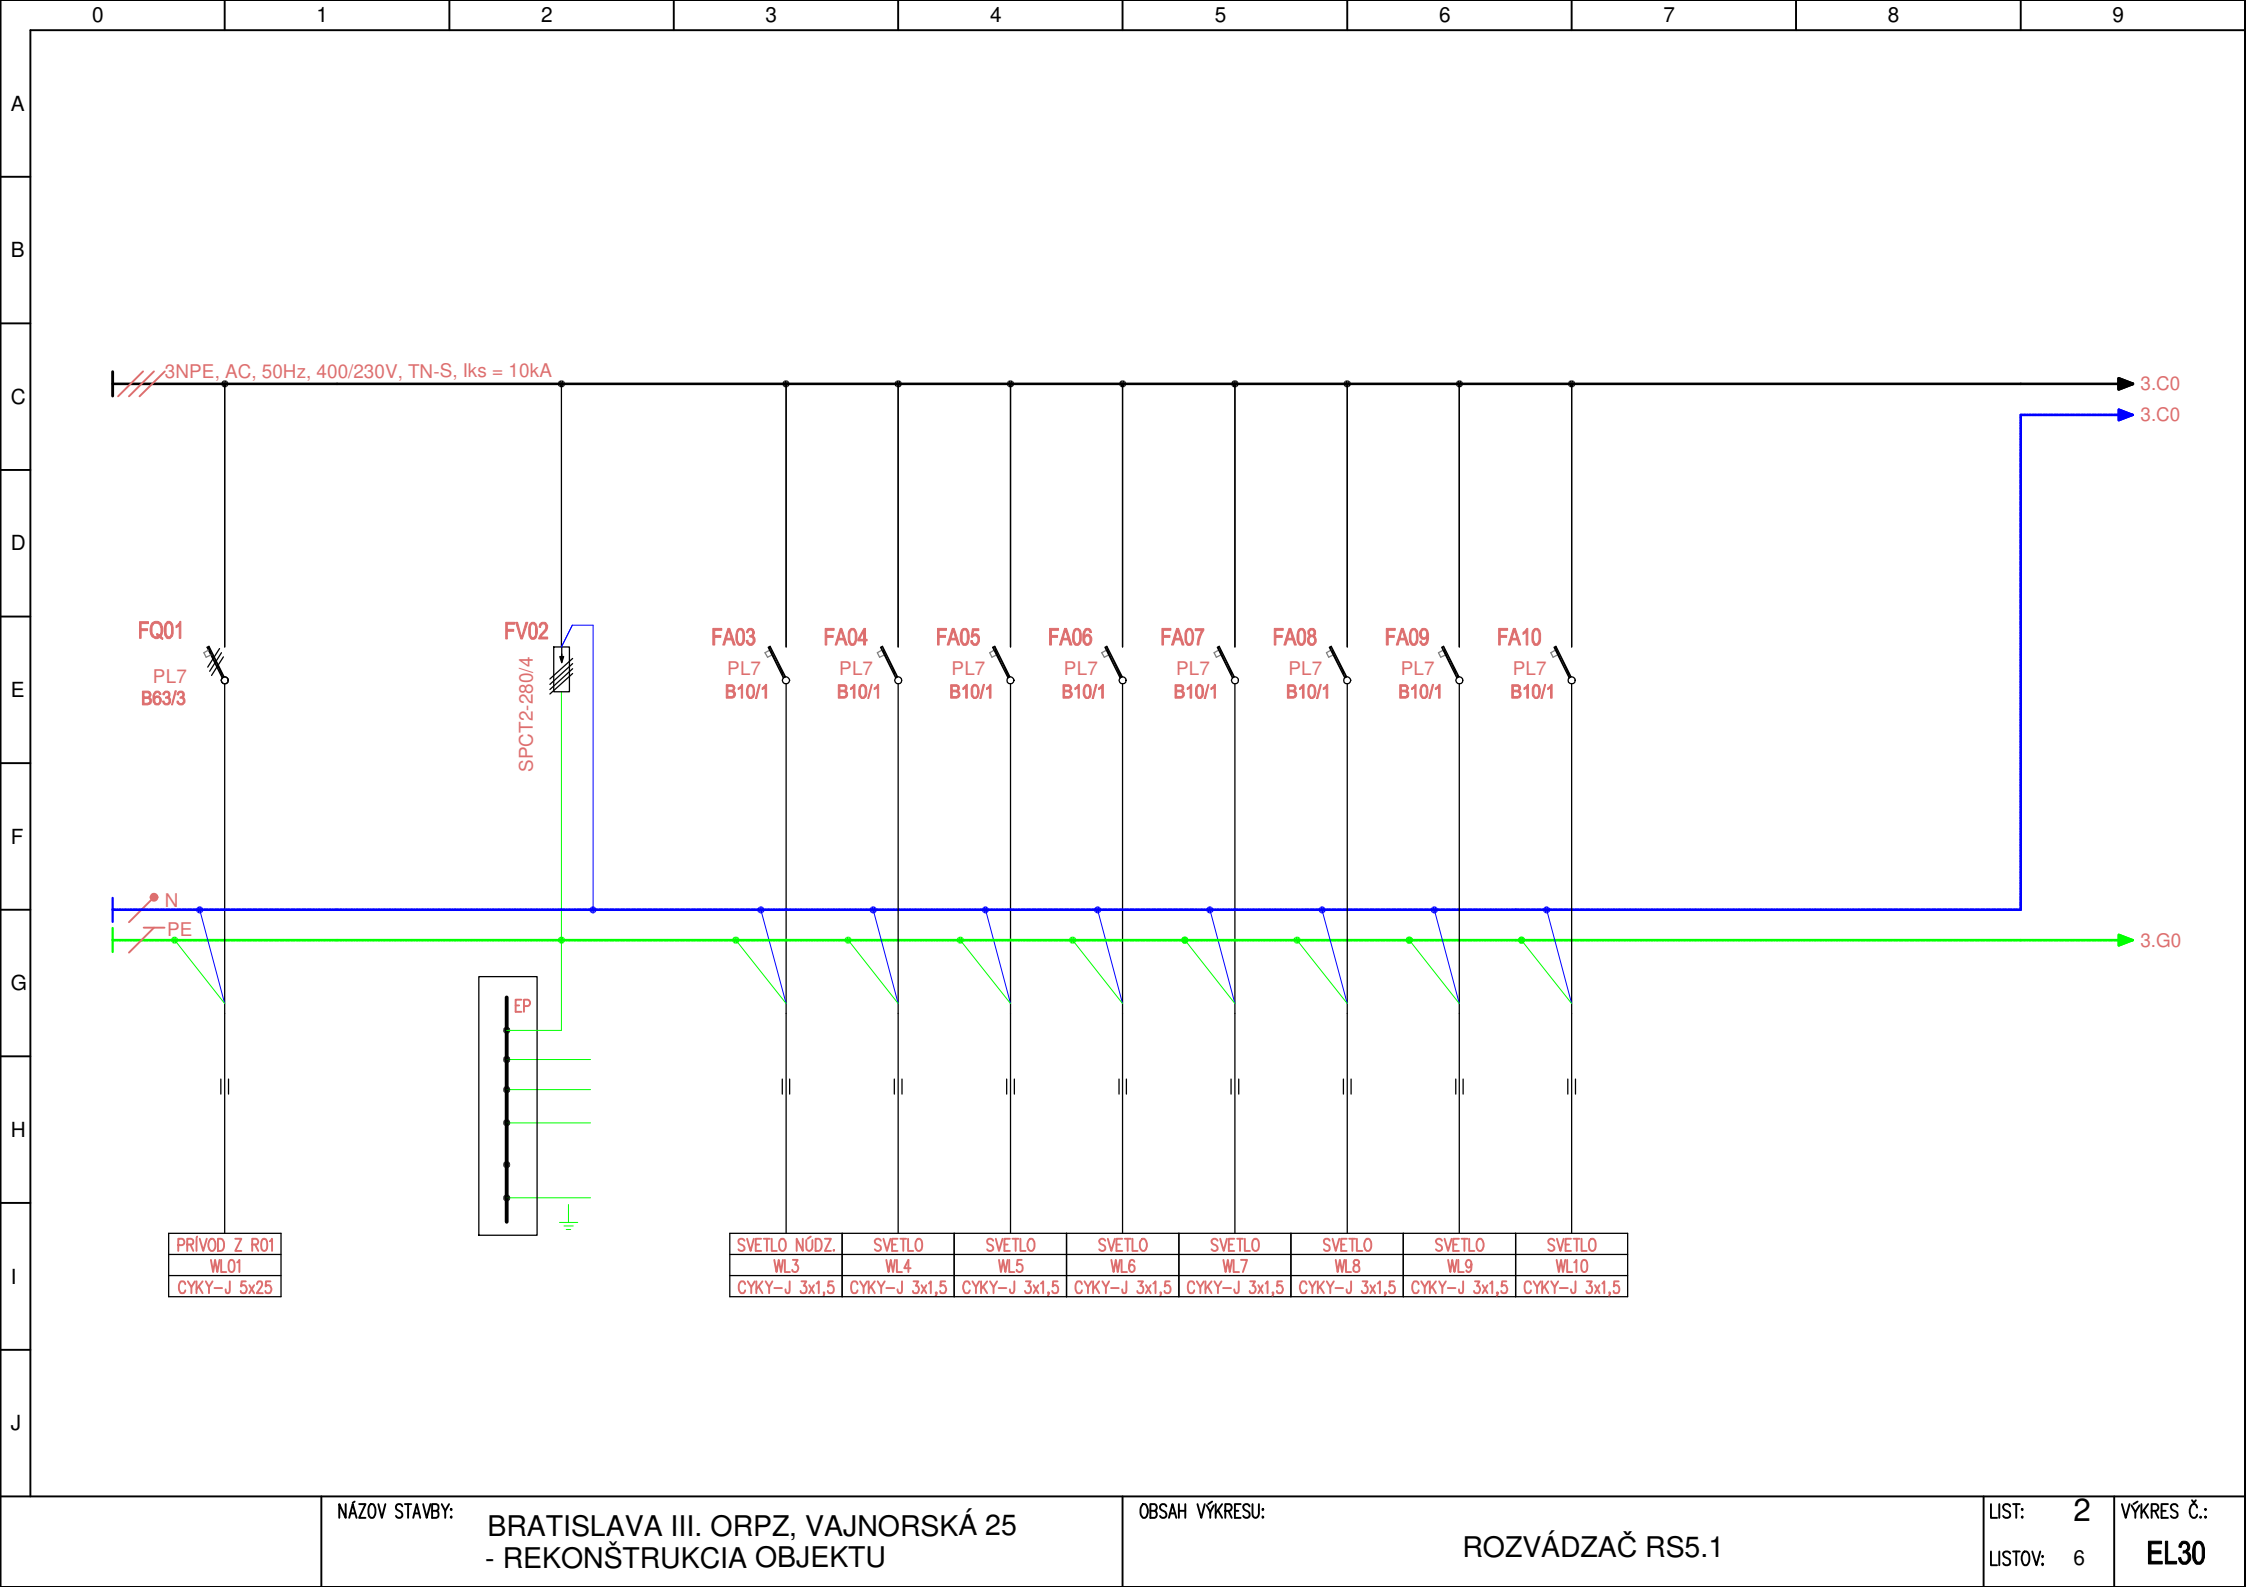 0 1 2 3 4 5 6 7 8 9
A
B
C
D
E
F
G
H
I
J
3NPE, AC, 50Hz, 400/230V, TN-S, Iks = 10kA
3.C0
3.C0
FQ01
PL7
B63/3
FV02
SPCT2-280/4
FA03 FA04 FA05 FA06 FA07 FA08 FA09 FA10
PL7 PL7 PL7 PL7 PL7 PL7 PL7 PL7
B10/1 B10/1 B10/1 B10/1 B10/1 B10/1 B10/1 B10/1
N
PE
3.G0
EP
PRÍVOD Z R01
WL01
CYKY-J 5x25
SVETLO NÚDZ. SVETLO SVETLO SVETLO SVETLO SVETLO SVETLO SVETLO
WL3 WL4 WL5 WL6 WL7 WL8 WL9 WL10
CYKY-J 3x1,5 CYKY-J 3x1,5 CYKY-J 3x1,5 CYKY-J 3x1,5 CYKY-J 3x1,5 CYKY-J 3x1,5 CYKY-J 3x1,5 CYKY-J 3x1,5
NÁZOV STAVBY:
BRATISLAVA III. ORPZ, VAJNORSKÁ 25
- REKONŠTRUKCIA OBJEKTU
OBSAH VÝKRESU:
ROZVÁDZAČ RS5.1
LIST: 2
LISTOV: 6
VÝKRES Č.:
EL30